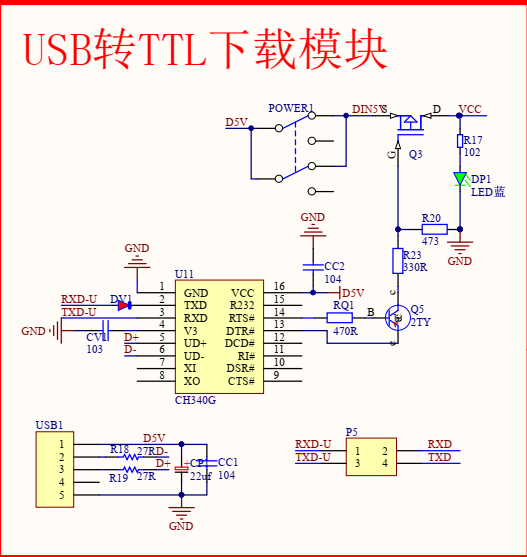 USB转TTL下载模块
POWER1
DIN5V S D VCC
D5V
R17
102
G Q3
DP1
LED蓝
GND R20
473
GND
GND
R23
330R
CC2
104
U11
1 GND VCC 16 D5V
RXD-U DV1 2 TXD R232 15
TXD-U 3 RXD RTS# 14 RQ1 B c Q5
GND 4 V3 DTR# 13 470R 2TY
CV1 D+ 5 UD+ DCD# 12 e
103 D- 6 UD- RI# 11
7 XI DSR# 10
8 XO CTS# 9
CH340G
USB1
1 D5V
2 R18 27R D-
3 D+ CP1 CC1
4 R19 27R 22uf 104
5
GND
P5
RXD-U 1 2 RXD
TXD-U 3 4 TXD